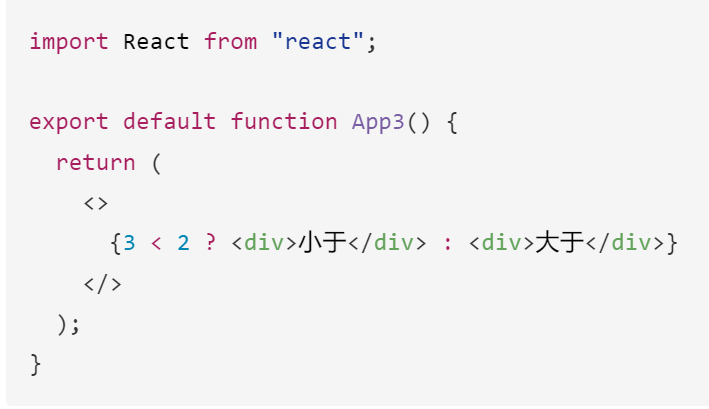 import React from "react";
export default function App3() {
return (
<>
{3 < 2 ? <div>小于</div> : <div>大于</div>}
</>
);
}